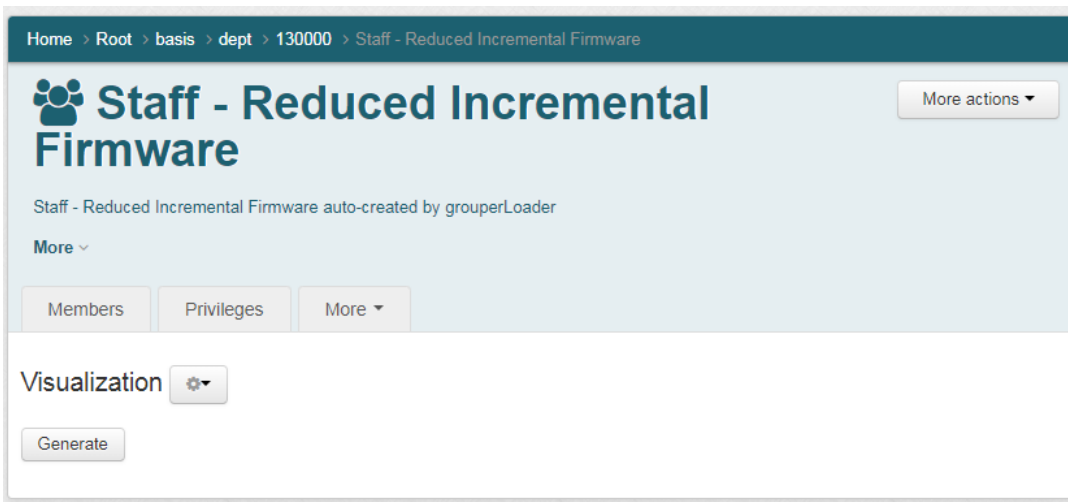 Home > Root > basis > dept > 130000 > Staff - Reduced Incremental Firmware
Staff - Reduced Incremental
Firmware
More actions
Staff - Reduced Incremental Firmware auto-created by grouperLoader
More
Members Privileges More
Visualization
Generate